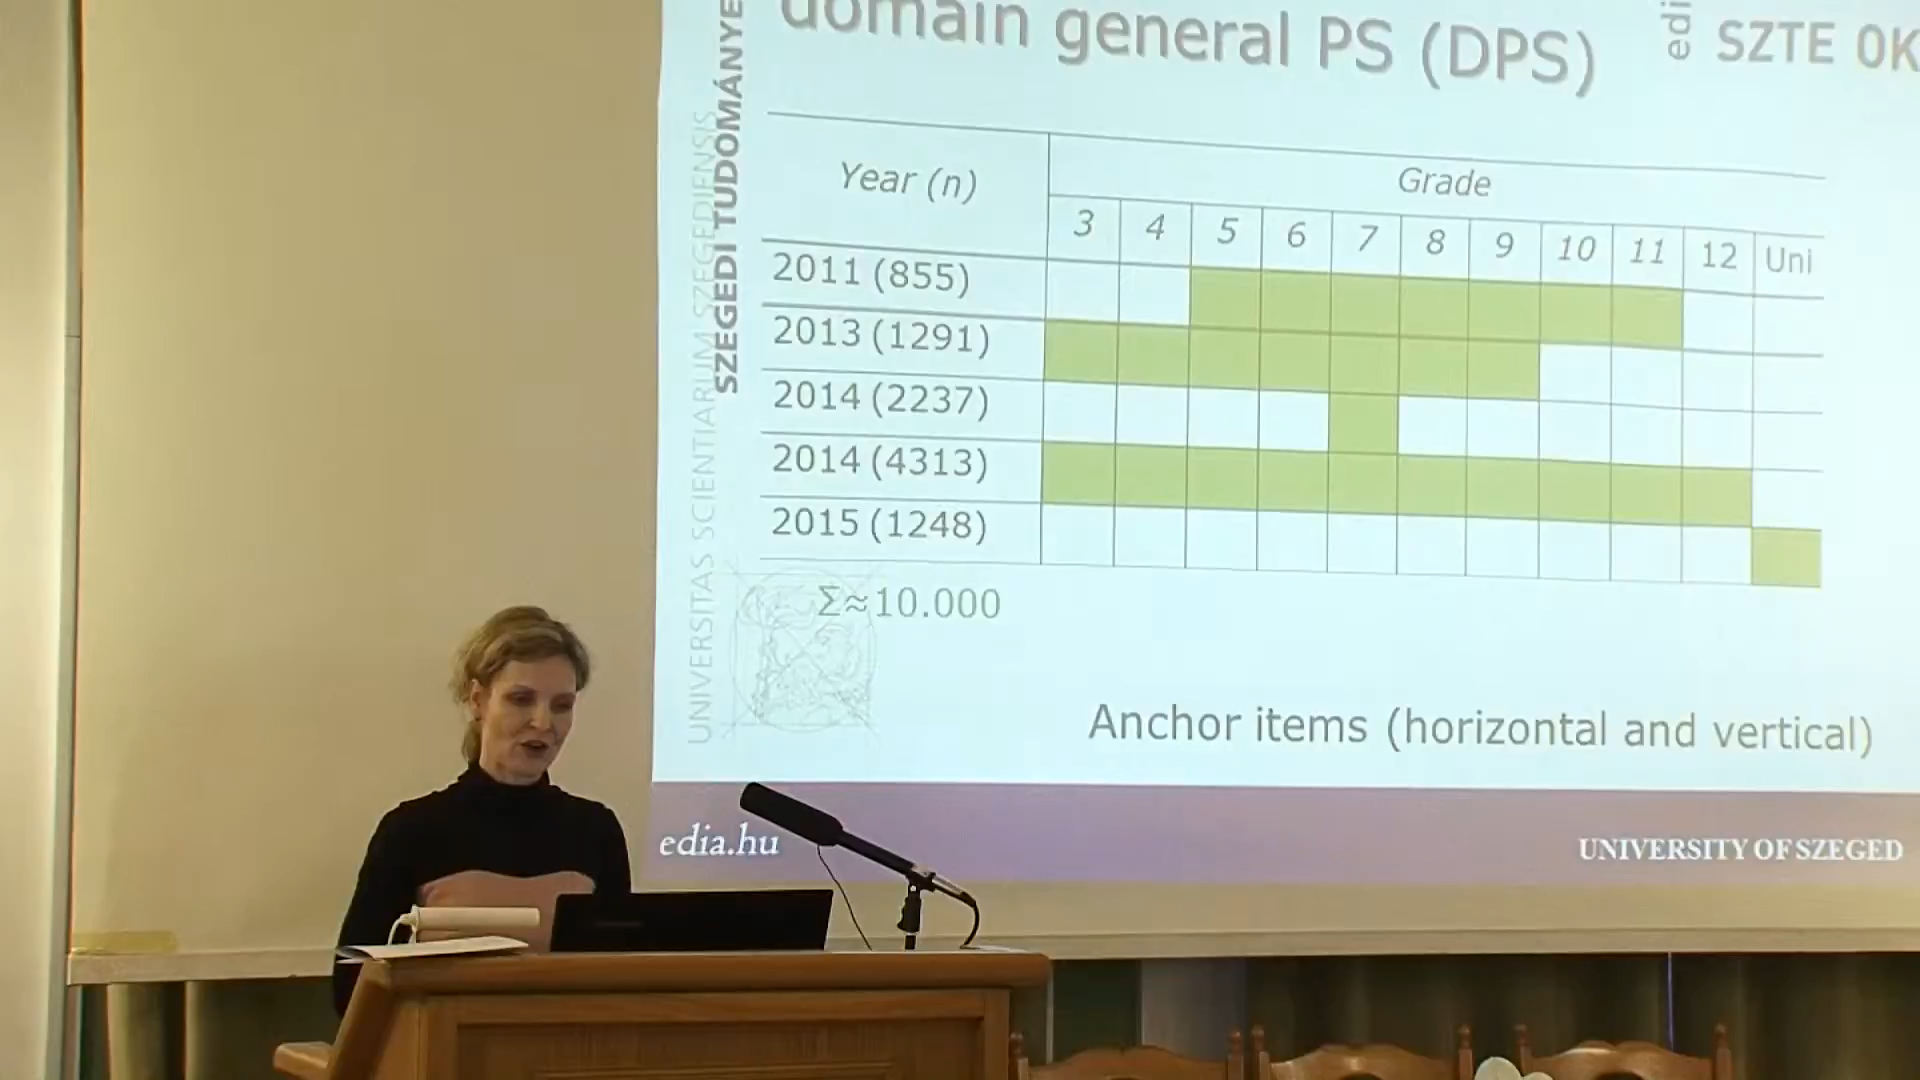 domain general PS (DPS)
edi
SZTE OK
SZEGEDI TUDOMÁNYE
UNIVERSITAS SCIENTIARUM SZEGEDIENSIS
Year (n)
Grade
3 4 5 6 7 8 9 10 11 12 Uni
2011 (855)
2013 (1291)
2014 (2237)
2014 (4313)
2015 (1248)
Σ≈10.000
Anchor items (horizontal and vertical)
edia.hu
UNIVERSITY OF SZEGED